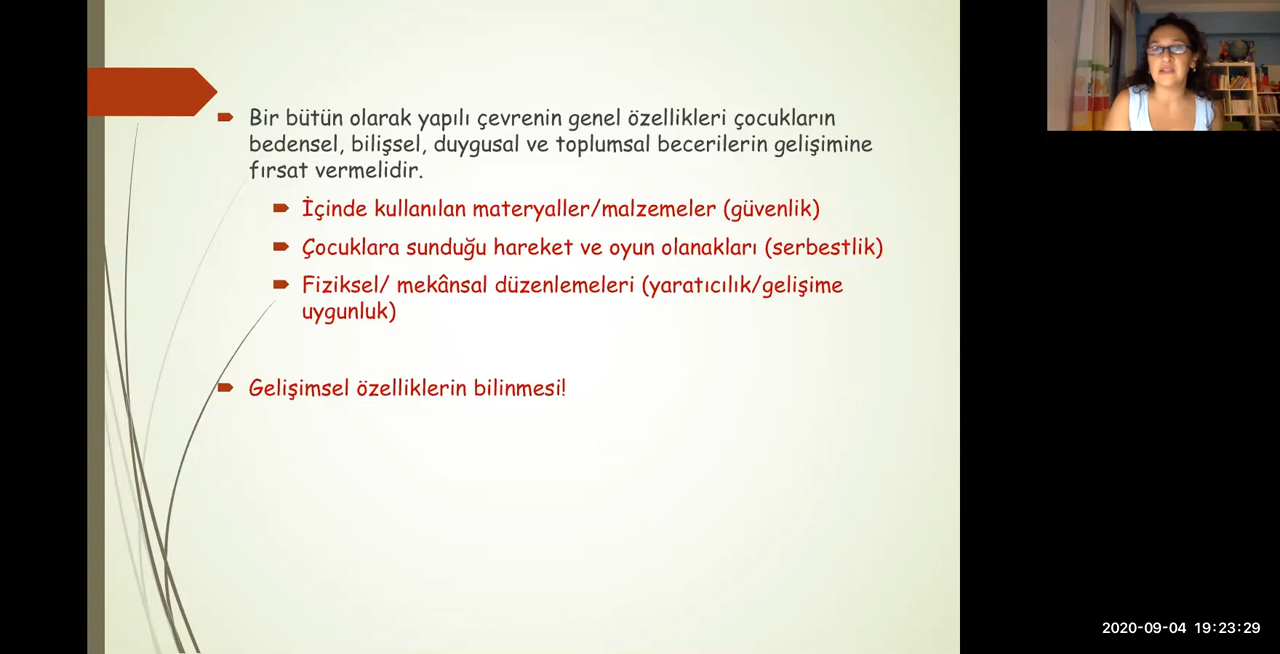 Bir bütün olarak yapılı çevrenin genel özellikleri çocukların
bedensel, bilişsel, duygusal ve toplumsal becerilerin gelişimine
fırsat vermelidir.
İçinde kullanılan materyaller/malzemeler (güvenlik)
Çocuklara sunduğu hareket ve oyun olanakları (serbestlik)
Fiziksel/ mekânsal düzenlemeleri (yaratıcılık/gelişime
uygunluk)
Gelişimsel özelliklerin bilinmesi!
2020-09-04 19:23:29